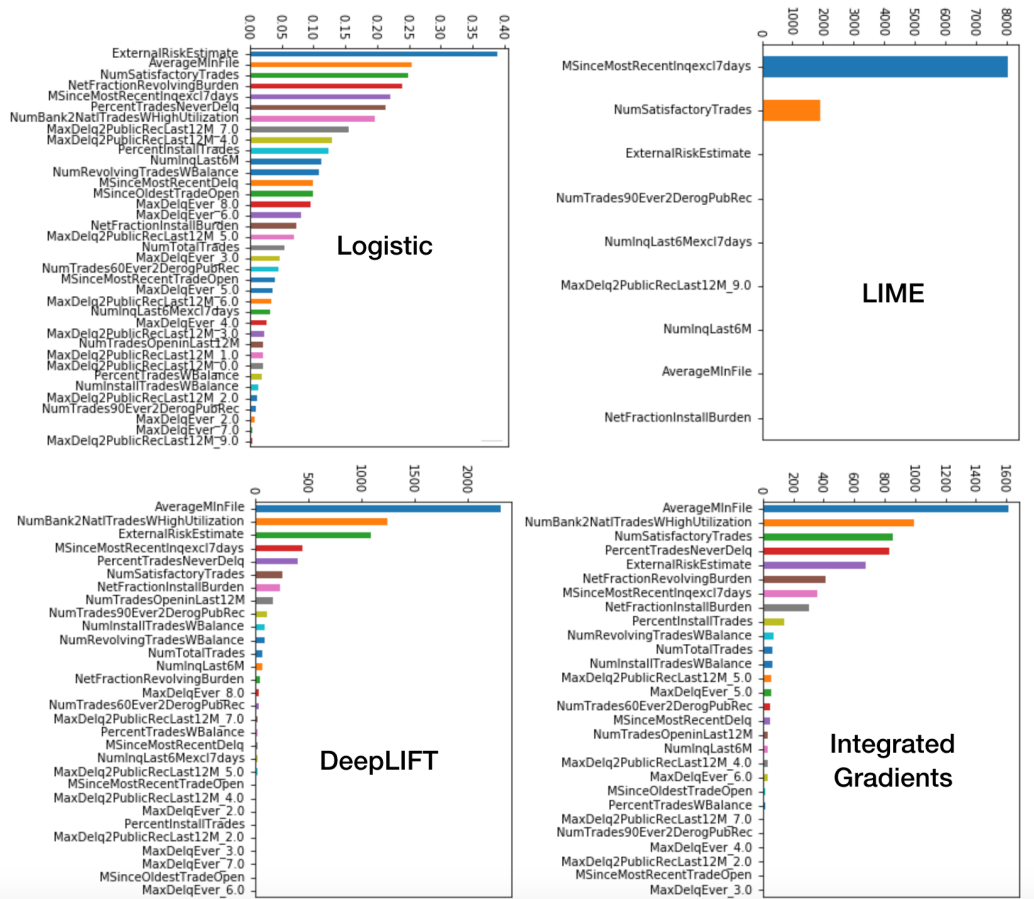 0.00 0.05 0.10 0.15 0.20 0.25 0.30 0.35 0.40
ExternalRiskEstimate
AverageMInFile
NumSatisfactoryTrades
NetFractionRevolvingBurden
MSinceMostRecentInqexcl7days
PercentTradesNeverDelq
NumBank2NatlTradesWHighUtilization
MaxDelq2PublicRecLast12M_7.0
MaxDelq2PublicRecLast12M_4.0
PercentInstallTrades
NumInqLast6M
NumRevolvingTradesWBalance
MSinceMostRecentDelq
MSinceOldestTradeOpen
MaxDelqEver_8.0
MaxDelqEver_6.0
NetFractionInstallBurden
MaxDelq2PublicRecLast12M_5.0
NumTotalTrades
MaxDelqEver_3.0
NumTrades60Ever2DerogPubRec
MSinceMostRecentTradeOpen
MaxDelqEver_5.0
MaxDelq2PublicRecLast12M_6.0
NumInqLast6Mexcl7days
MaxDelqEver_4.0
MaxDelq2PublicRecLast12M_3.0
NumTradesOpeninLast12M
MaxDelq2PublicRecLast12M_1.0
MaxDelq2PublicRecLast12M_0.0
PercentTradesWBalance
NumInstallTradesWBalance
MaxDelq2PublicRecLast12M_2.0
NumTrades90Ever2DerogPubRec
MaxDelqEver_2.0
MaxDelqEver_7.0
MaxDelq2PublicRecLast12M_9.0
Logistic
0 1000 2000 3000 4000 5000 6000 7000 8000
MSinceMostRecentInqexcl7days
NumSatisfactoryTrades
ExternalRiskEstimate
NumTrades90Ever2DerogPubRec
NumInqLast6Mexcl7days
MaxDelq2PublicRecLast12M_9.0
NumInqLast6M
AverageMInFile
NetFractionInstallBurden
LIME
0 500 1000 1500 2000
AverageMInFile
NumBank2NatlTradesWHighUtilization
ExternalRiskEstimate
MSinceMostRecentInqexcl7days
PercentTradesNeverDelq
NumSatisfactoryTrades
NetFractionInstallBurden
NumTradesOpeninLast12M
NumTrades90Ever2DerogPubRec
NumInstallTradesWBalance
NumRevolvingTradesWBalance
NumTotalTrades
NumInqLast6M
NetFractionRevolvingBurden
MaxDelqEver_8.0
NumTrades60Ever2DerogPubRec
MaxDelq2PublicRecLast12M_7.0
PercentTradesWBalance
MSinceMostRecentDelq
NumInqLast6Mexcl7days
MaxDelq2PublicRecLast12M_5.0
MSinceMostRecentTradeOpen
MaxDelq2PublicRecLast12M_4.0
MaxDelqEver_2.0
PercentInstallTrades
MaxDelq2PublicRecLast12M_2.0
MaxDelqEver_3.0
MaxDelqEver_7.0
MSinceOldestTradeOpen
MaxDelqEver_6.0
DeepLIFT
0 200 400 600 800 1000 1200 1400 1600
AverageMInFile
NumBank2NatlTradesWHighUtilization
NumSatisfactoryTrades
PercentTradesNeverDelq
ExternalRiskEstimate
NetFractionRevolvingBurden
MSinceMostRecentInqexcl7days
NetFractionInstallBurden
PercentInstallTrades
NumRevolvingTradesWBalance
NumTotalTrades
NumInstallTradesWBalance
MaxDelq2PublicRecLast12M_5.0
MaxDelqEver_5.0
NumTrades60Ever2DerogPubRec
MSinceMostRecentDelq
NumTradesOpeninLast12M
NumInqLast6M
MaxDelq2PublicRecLast12M_4.0
MaxDelqEver_6.0
MSinceOldestTradeOpen
PercentTradesWBalance
MaxDelq2PublicRecLast12M_7.0
NumTrades90Ever2DerogPubRec
MaxDelqEver_4.0
MaxDelq2PublicRecLast12M_2.0
MSinceMostRecentTradeOpen
MaxDelqEver_3.0
Integrated
Gradients